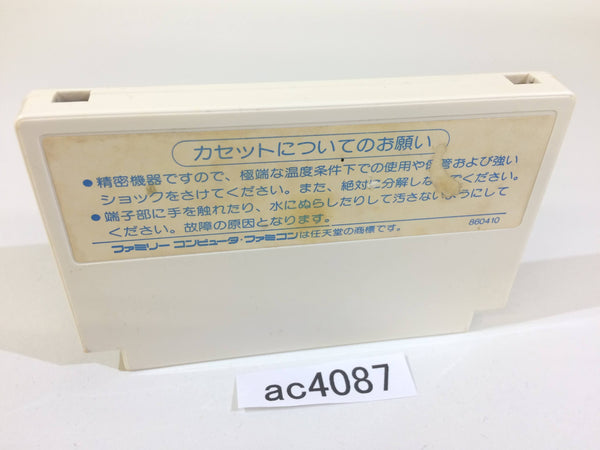 カセットについてのお願い
●精密機器ですので、極端な温度条件下での使用や保管および強い
ショックをさけてください。また、絶対に分解しないでください。
●端子部に手を触れたり、水にぬらしたりして汚さないようにして
ください。故障の原因となります。
860410
ファミリーコンピュータ・ファミコンは任天堂の商標です。
ac4087